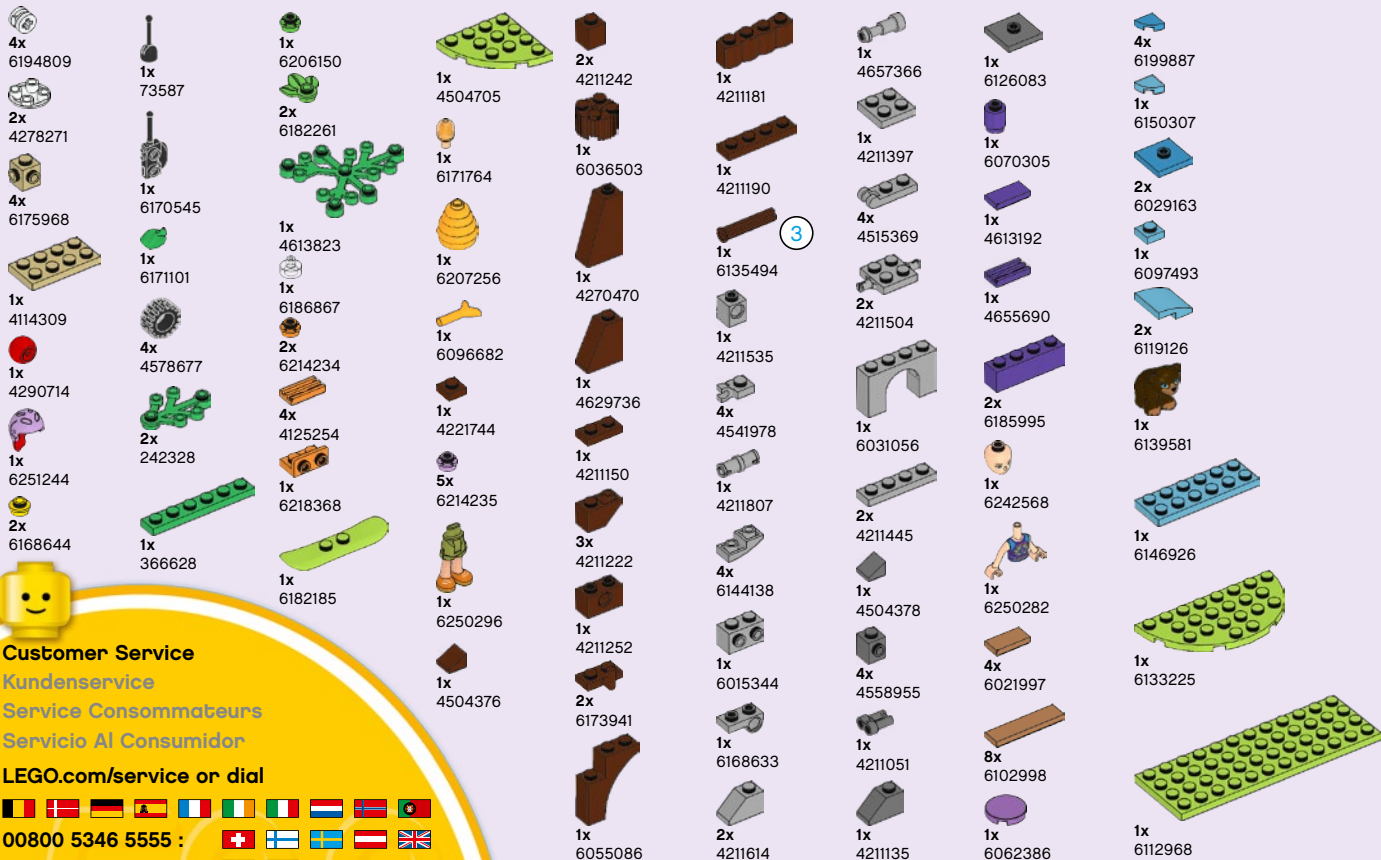 4x
6194809
2x
4278271
4x
6175968
1x
4114309
1x
4290714
1x
6251244
2x
6168644
1x
73587
1x
6170545
1x
6171101
4x
4578677
2x
242328
1x
366628
1x
6206150
2x
6182261
1x
4613823
1x
6186867
2x
6214234
4x
4125254
1x
6218368
1x
6182185
1x
4504705
1x
6171764
1x
6207256
1x
6096682
1x
4221744
5x
6214235
1x
6250296
1x
4504376
2x
4211242
1x
6036503
1x
4270470
1x
4629736
1x
4211150
3x
4211222
1x
4211252
2x
6173941
1x
6055086
1x
4211181
1x
4211190
3
1x
6135494
1x
4211535
4x
4541978
1x
4211807
4x
6144138
1x
6015344
1x
6168633
2x
4211614
1x
4657366
1x
4211397
4x
4515369
2x
4211504
1x
6031056
2x
4211445
1x
4504378
4x
4558955
1x
4211051
1x
4211135
1x
6126083
1x
6070305
1x
4613192
1x
4655690
2x
6185995
1x
6242568
1x
6250282
4x
6021997
8x
6102998
1x
6062386
4x
6199887
1x
6150307
2x
6029163
1x
6097493
2x
6119126
1x
6139581
1x
6146926
1x
6133225
1x
6112968
Customer Service
Kundenservice
Service Consommateurs
Servicio Al Consumidor
LEGO.com/service or dial
00800 5346 5555 :